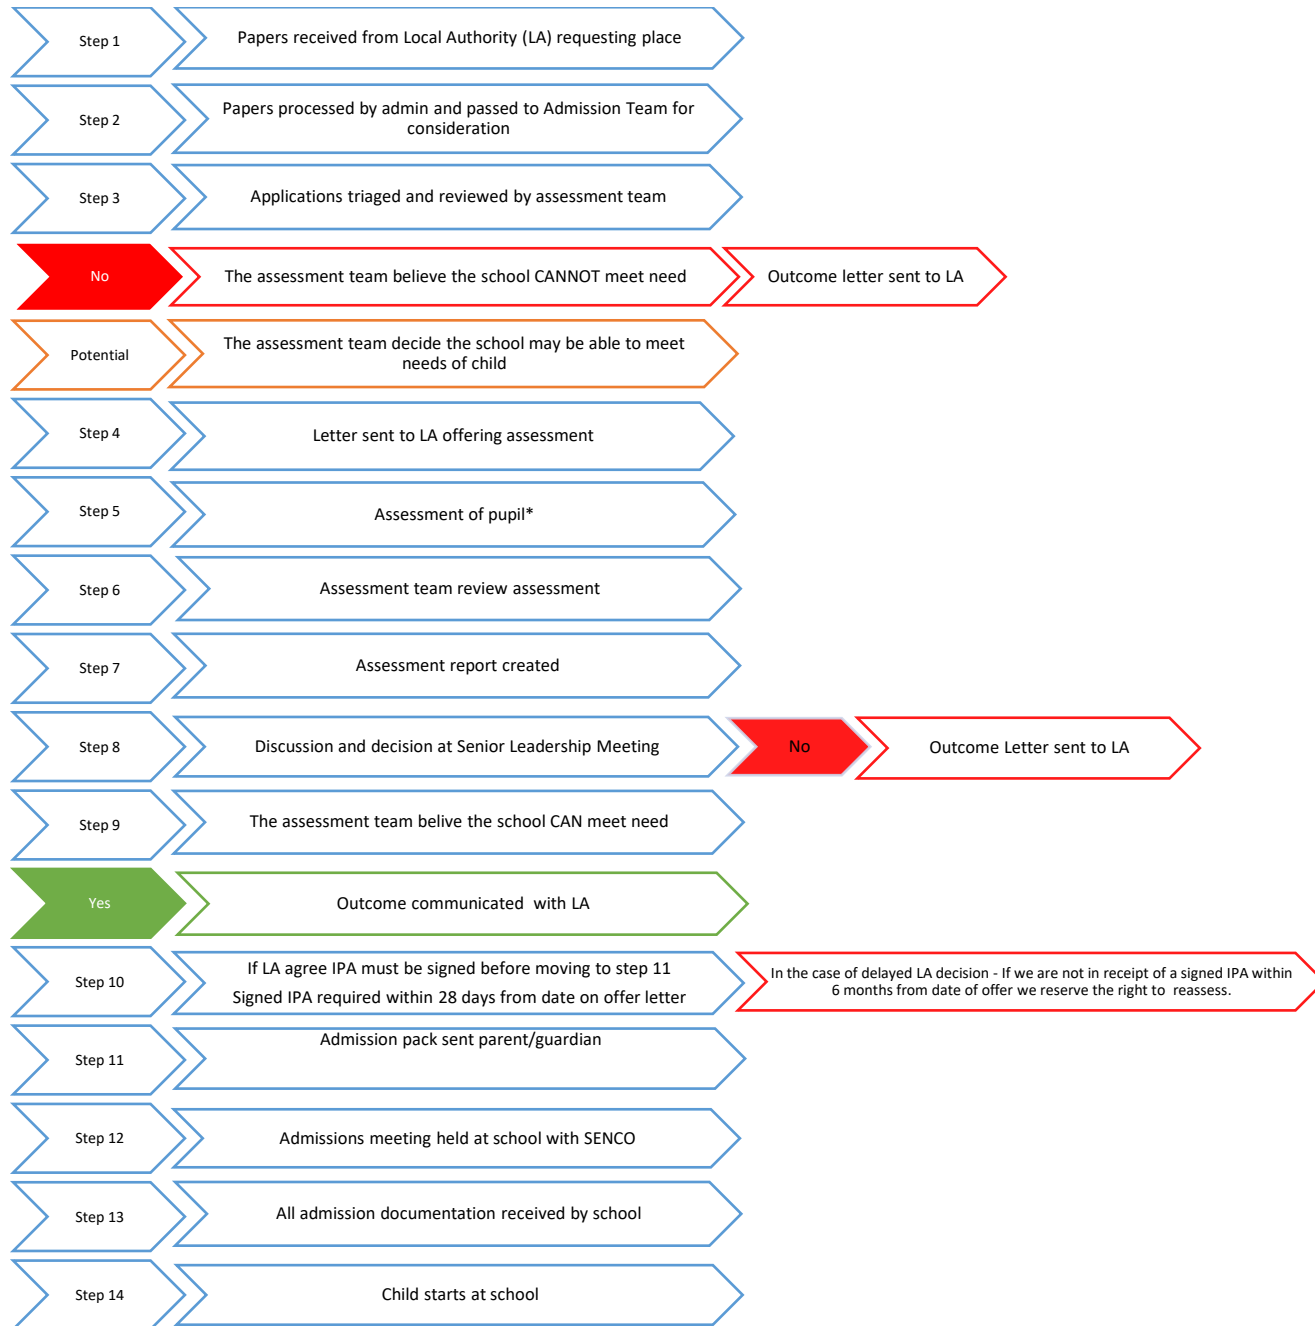 Step 1
Papers received from Local Authority (LA) requesting place
Step 2
Papers processed by admin and passed to Admission Team for
consideration
Step 3
Applications triaged and reviewed by assessment team
No
The assessment team believe the school CANNOT meet need
Outcome letter sent to LA
Potential
The assessment team decide the school may be able to meet
needs of child
Step 4
Letter sent to LA offering assessment
Step 5
Assessment of pupil*
Step 6
Assessment team review assessment
Step 7
Assessment report created
Step 8
Discussion and decision at Senior Leadership Meeting
No
Outcome Letter sent to LA
Step 9
The assessment team belive the school CAN meet need
Yes
Outcome communicated with LA
Step 10
If LA agree IPA must be signed before moving to step 11
Signed IPA required within 28 days from date on offer letter
In the case of delayed LA decision - If we are not in receipt of a signed IPA within
6 months from date of offer we reserve the right to reassess.
Step 11
Admission pack sent parent/guardian
Step 12
Admissions meeting held at school with SENCO
Step 13
All admission documentation received by school
Step 14
Child starts at school